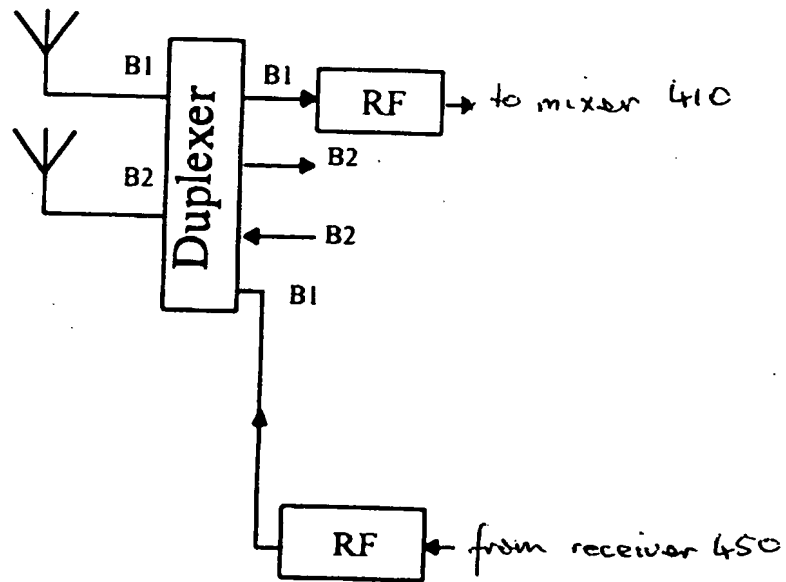 B1
B1
RF
to mixer 410
B2
B2
Duplexer
B2
B1
RF
from receiver 450